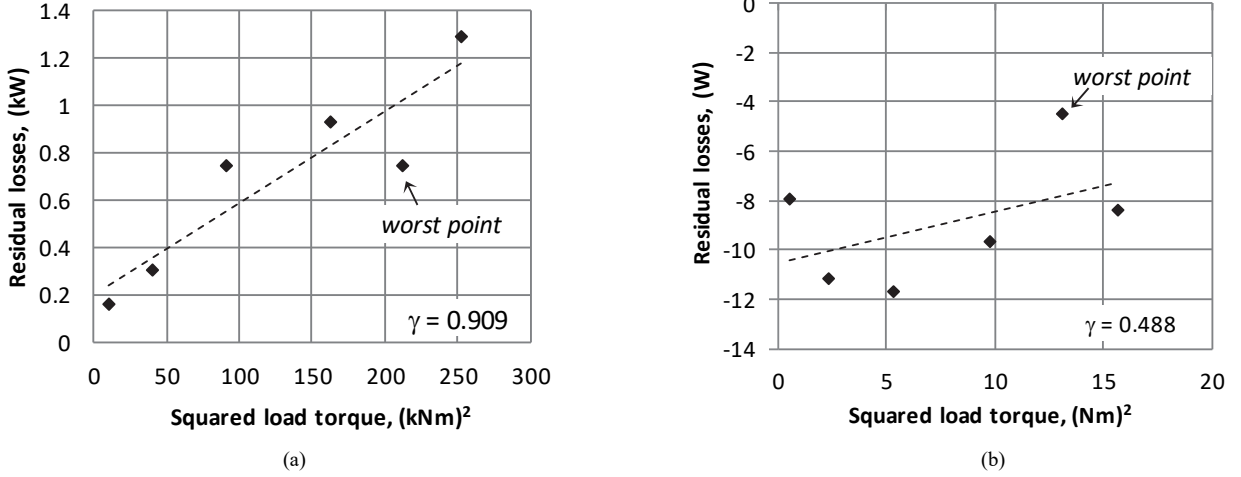 1.4
1.2
1
0.8
0.6
0.4
0.2
0
Residual losses, (kW)
worst point
γ = 0.909
0 50 100 150 200 250 300
Squared load torque, (kNm)²
(a)
0
-2
-4
-6
-8
-10
-12
-14
Residual losses, (W)
worst point
γ = 0.488
0 5 10 15 20
Squared load torque, (Nm)²
(b)